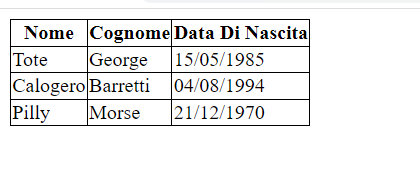 Nome Cognome Data Di Nascita
Tote George 15/05/1985
Calogero Barretti 04/08/1994
Pilly Morse 21/12/1970